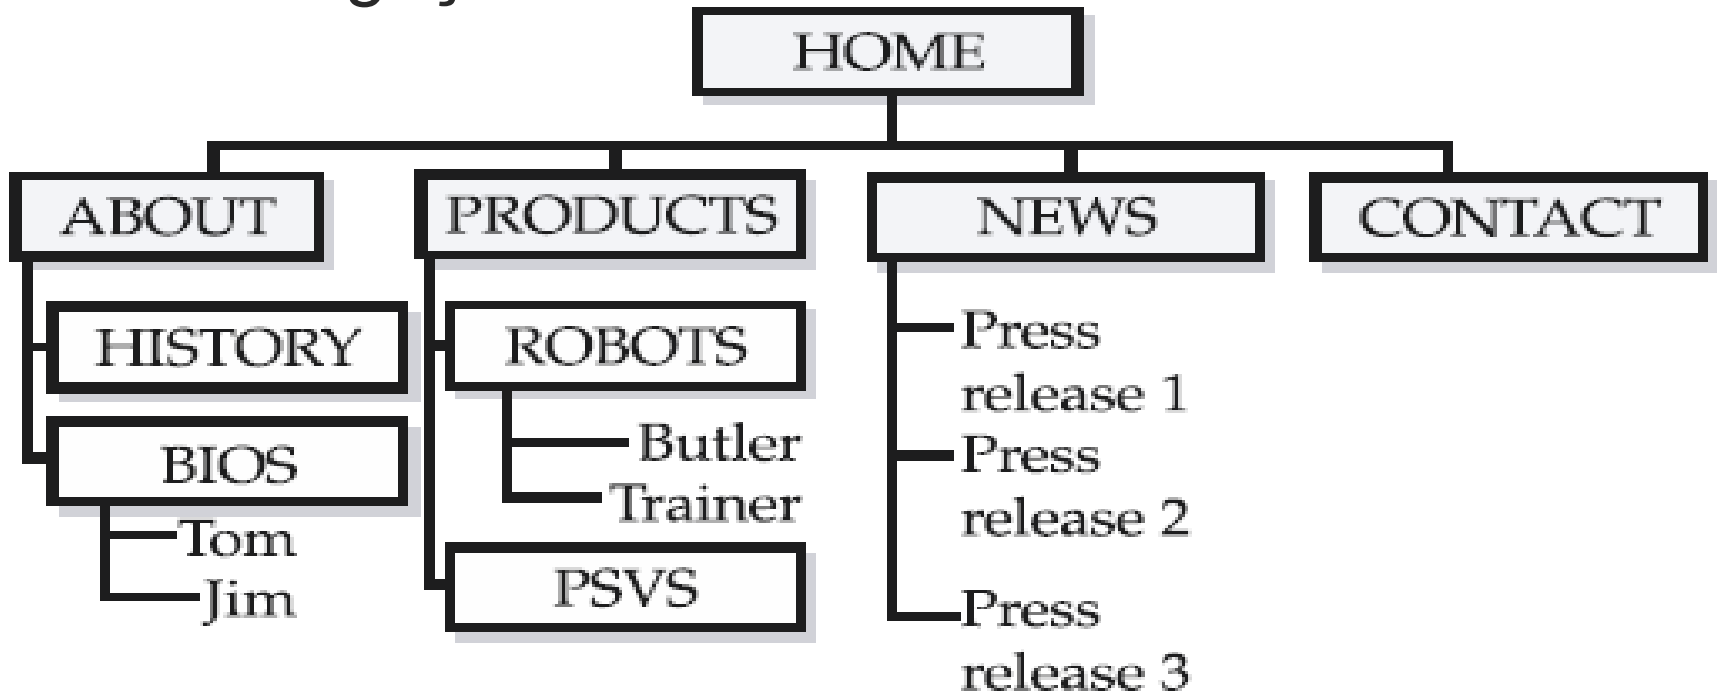 HOME
ABOUT
PRODUCTS
NEWS
CONTACT
HISTORY
BIOS
Tom
Jim
ROBOTS
Butler
Trainer
PSVS
Press
release 1
Press
release 2
Press
release 3